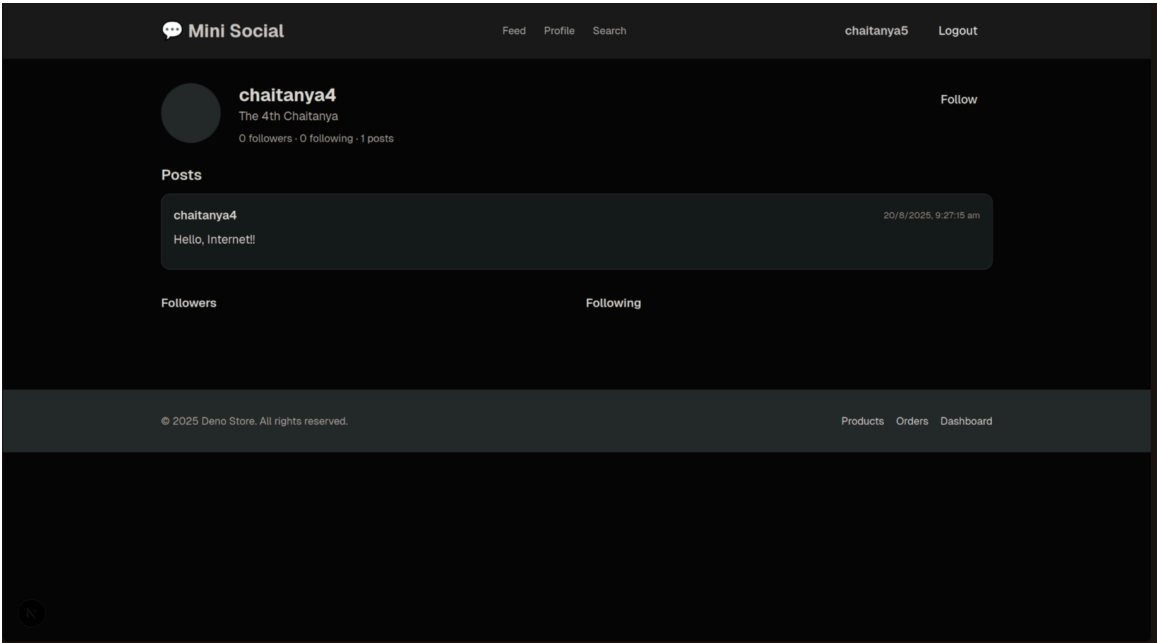 💬 Mini Social
Feed Profile Search
chaitanya5 Logout
chaitanya4
The 4th Chaitanya
0 followers · 0 following · 1 posts
Follow
Posts
chaitanya4
20/8/2025, 9:27:15 am
Hello, Internet!!
Followers
Following
© 2025 Deno Store. All rights reserved.
Products Orders Dashboard
N